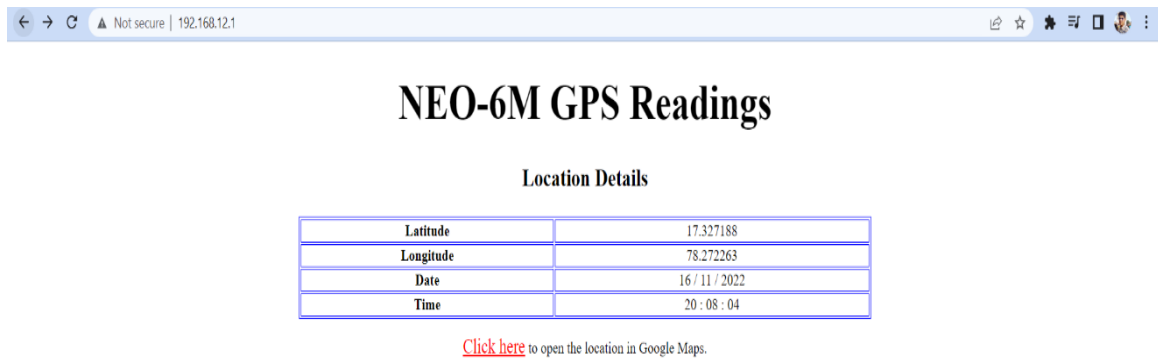 Not secure | 192.168.12.1
NEO-6M GPS Readings
Location Details
Latitude 17.327188
Longitude 78.272263
Date 16 / 11 / 2022
Time 20 : 08 : 04
Click here to open the location in Google Maps.